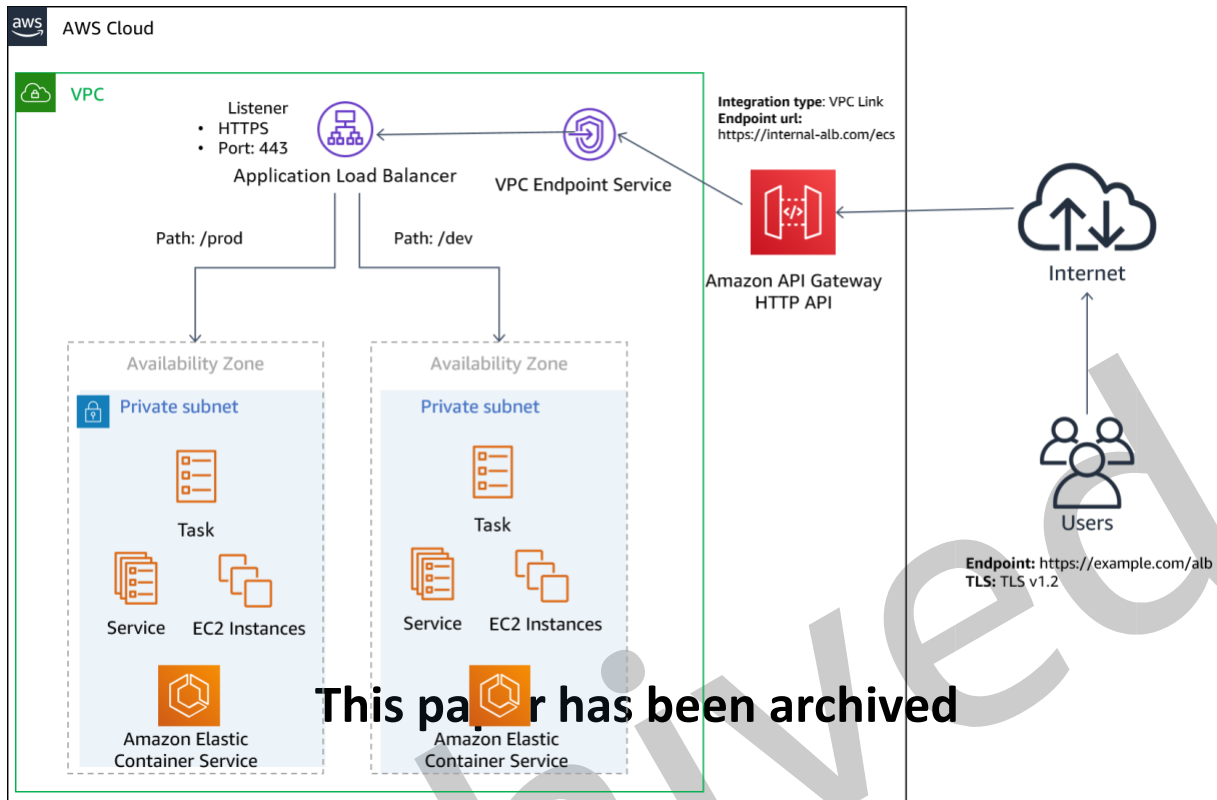 aws
AWS Cloud
VPC
Listener
• HTTPS
• Port: 443
Application Load Balancer
VPC Endpoint Service
Integration type: VPC Link
Endpoint url:
https://internal-alb.com/ecs
Amazon API Gateway
HTTP API
Internet
Users
Endpoint: https://example.com/alb
TLS: TLS v1.2
Path: /prod
Path: /dev
Availability Zone
Private subnet
Task
Service
EC2 Instances
Amazon Elastic
Container Service
Availability Zone
Private subnet
Task
Service
EC2 Instances
Amazon Elastic
Container Service
This paper has been archived